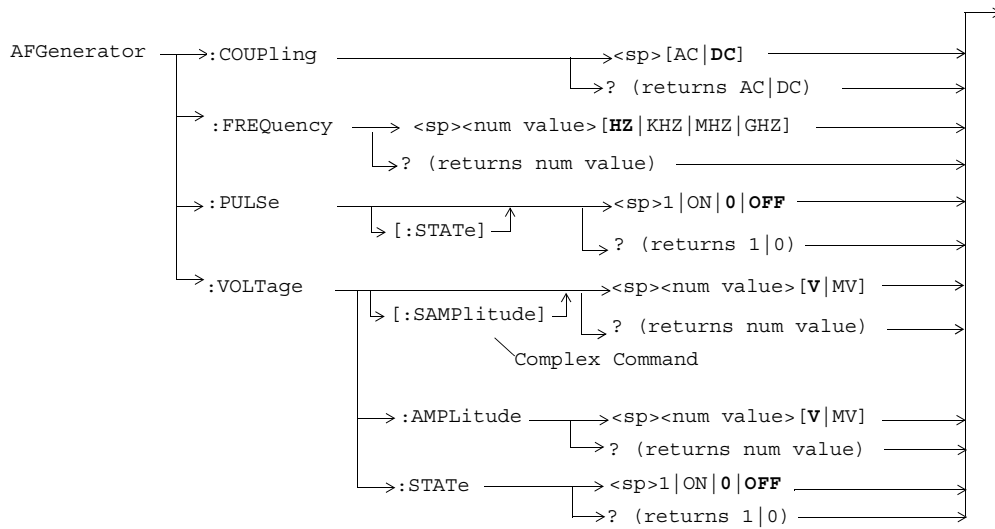 AFGenerator :COUPling <sp>[AC|DC]
? (returns AC|DC)
:FREQuency <sp><num value>[HZ|KHZ|MHZ|GHZ]
? (returns num value)
:PULSe <sp>1|ON|0|OFF
[:STATe]
? (returns 1|0)
:VOLTage <sp><num value>[V|MV]
[:SAMPlitude]
? (returns num value)
Complex Command
:AMPLitude <sp><num value>[V|MV]
? (returns num value)
:STATe <sp>1|ON|0|OFF
? (returns 1|0)